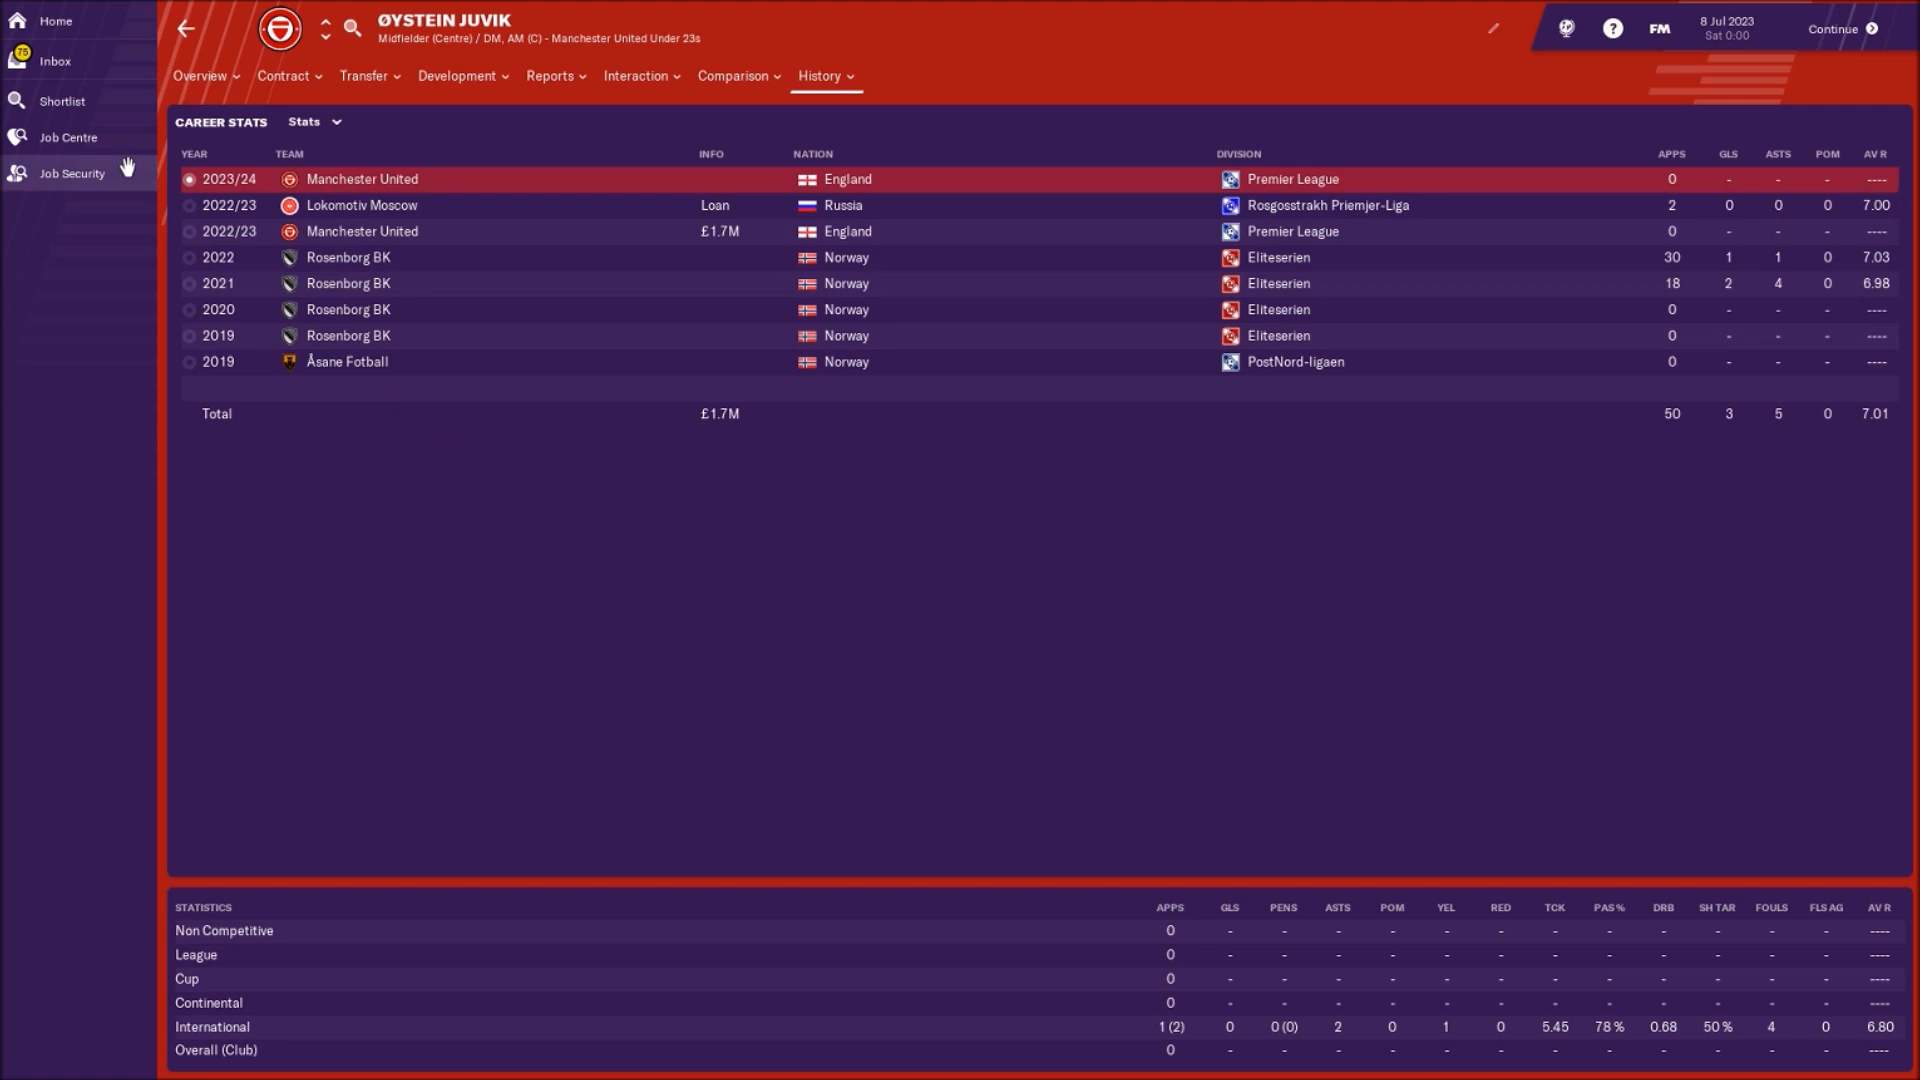 Home
75
Inbox
Shortlist
Job Centre
Job Security
ØYSTEIN JUVIK
Midfielder (Centre) / DM, AM (C) - Manchester United Under 23s
? FM 8 Jul 2023 Continue
Sat 0:00
Overview Contract Transfer Development Reports Interaction Comparison History
CAREER STATS Stats
YEAR TEAM INFO NATION DIVISION APPS GLS ASTS POM AV R
2023/24 Manchester United England Premier League 0 - - - ----
2022/23 Lokomotiv Moscow Loan Russia Rosgosstrakh Priemjer-Liga 2 0 0 0 7.00
2022/23 Manchester United £1.7M England Premier League 0 - - - ----
2022 Rosenborg BK Norway Eliteserien 30 1 1 0 7.03
2021 Rosenborg BK Norway Eliteserien 18 2 4 0 6.98
2020 Rosenborg BK Norway Eliteserien 0 - - - ----
2019 Rosenborg BK Norway Eliteserien 0 - - - ----
2019 Åsane Fotball Norway PostNord-ligaen 0 - - - ----
Total £1.7M 50 3 5 0 7.01
STATISTICS APPS GLS PENS ASTS POM YEL RED TCK PAS % DRB SH TAR FOULS FLS AG AV R
Non Competitive 0 - - - - - - - - - - - - ----
League 0 - - - - - - - - - - - - ----
Cup 0 - - - - - - - - - - - - ----
Continental 0 - - - - - - - - - - - - ----
International 1 (2) 0 0 (0) 2 0 1 0 5.45 78 % 0.68 50 % 4 0 6.80
Overall (Club) 0 - - - - - - - - - - - - ----